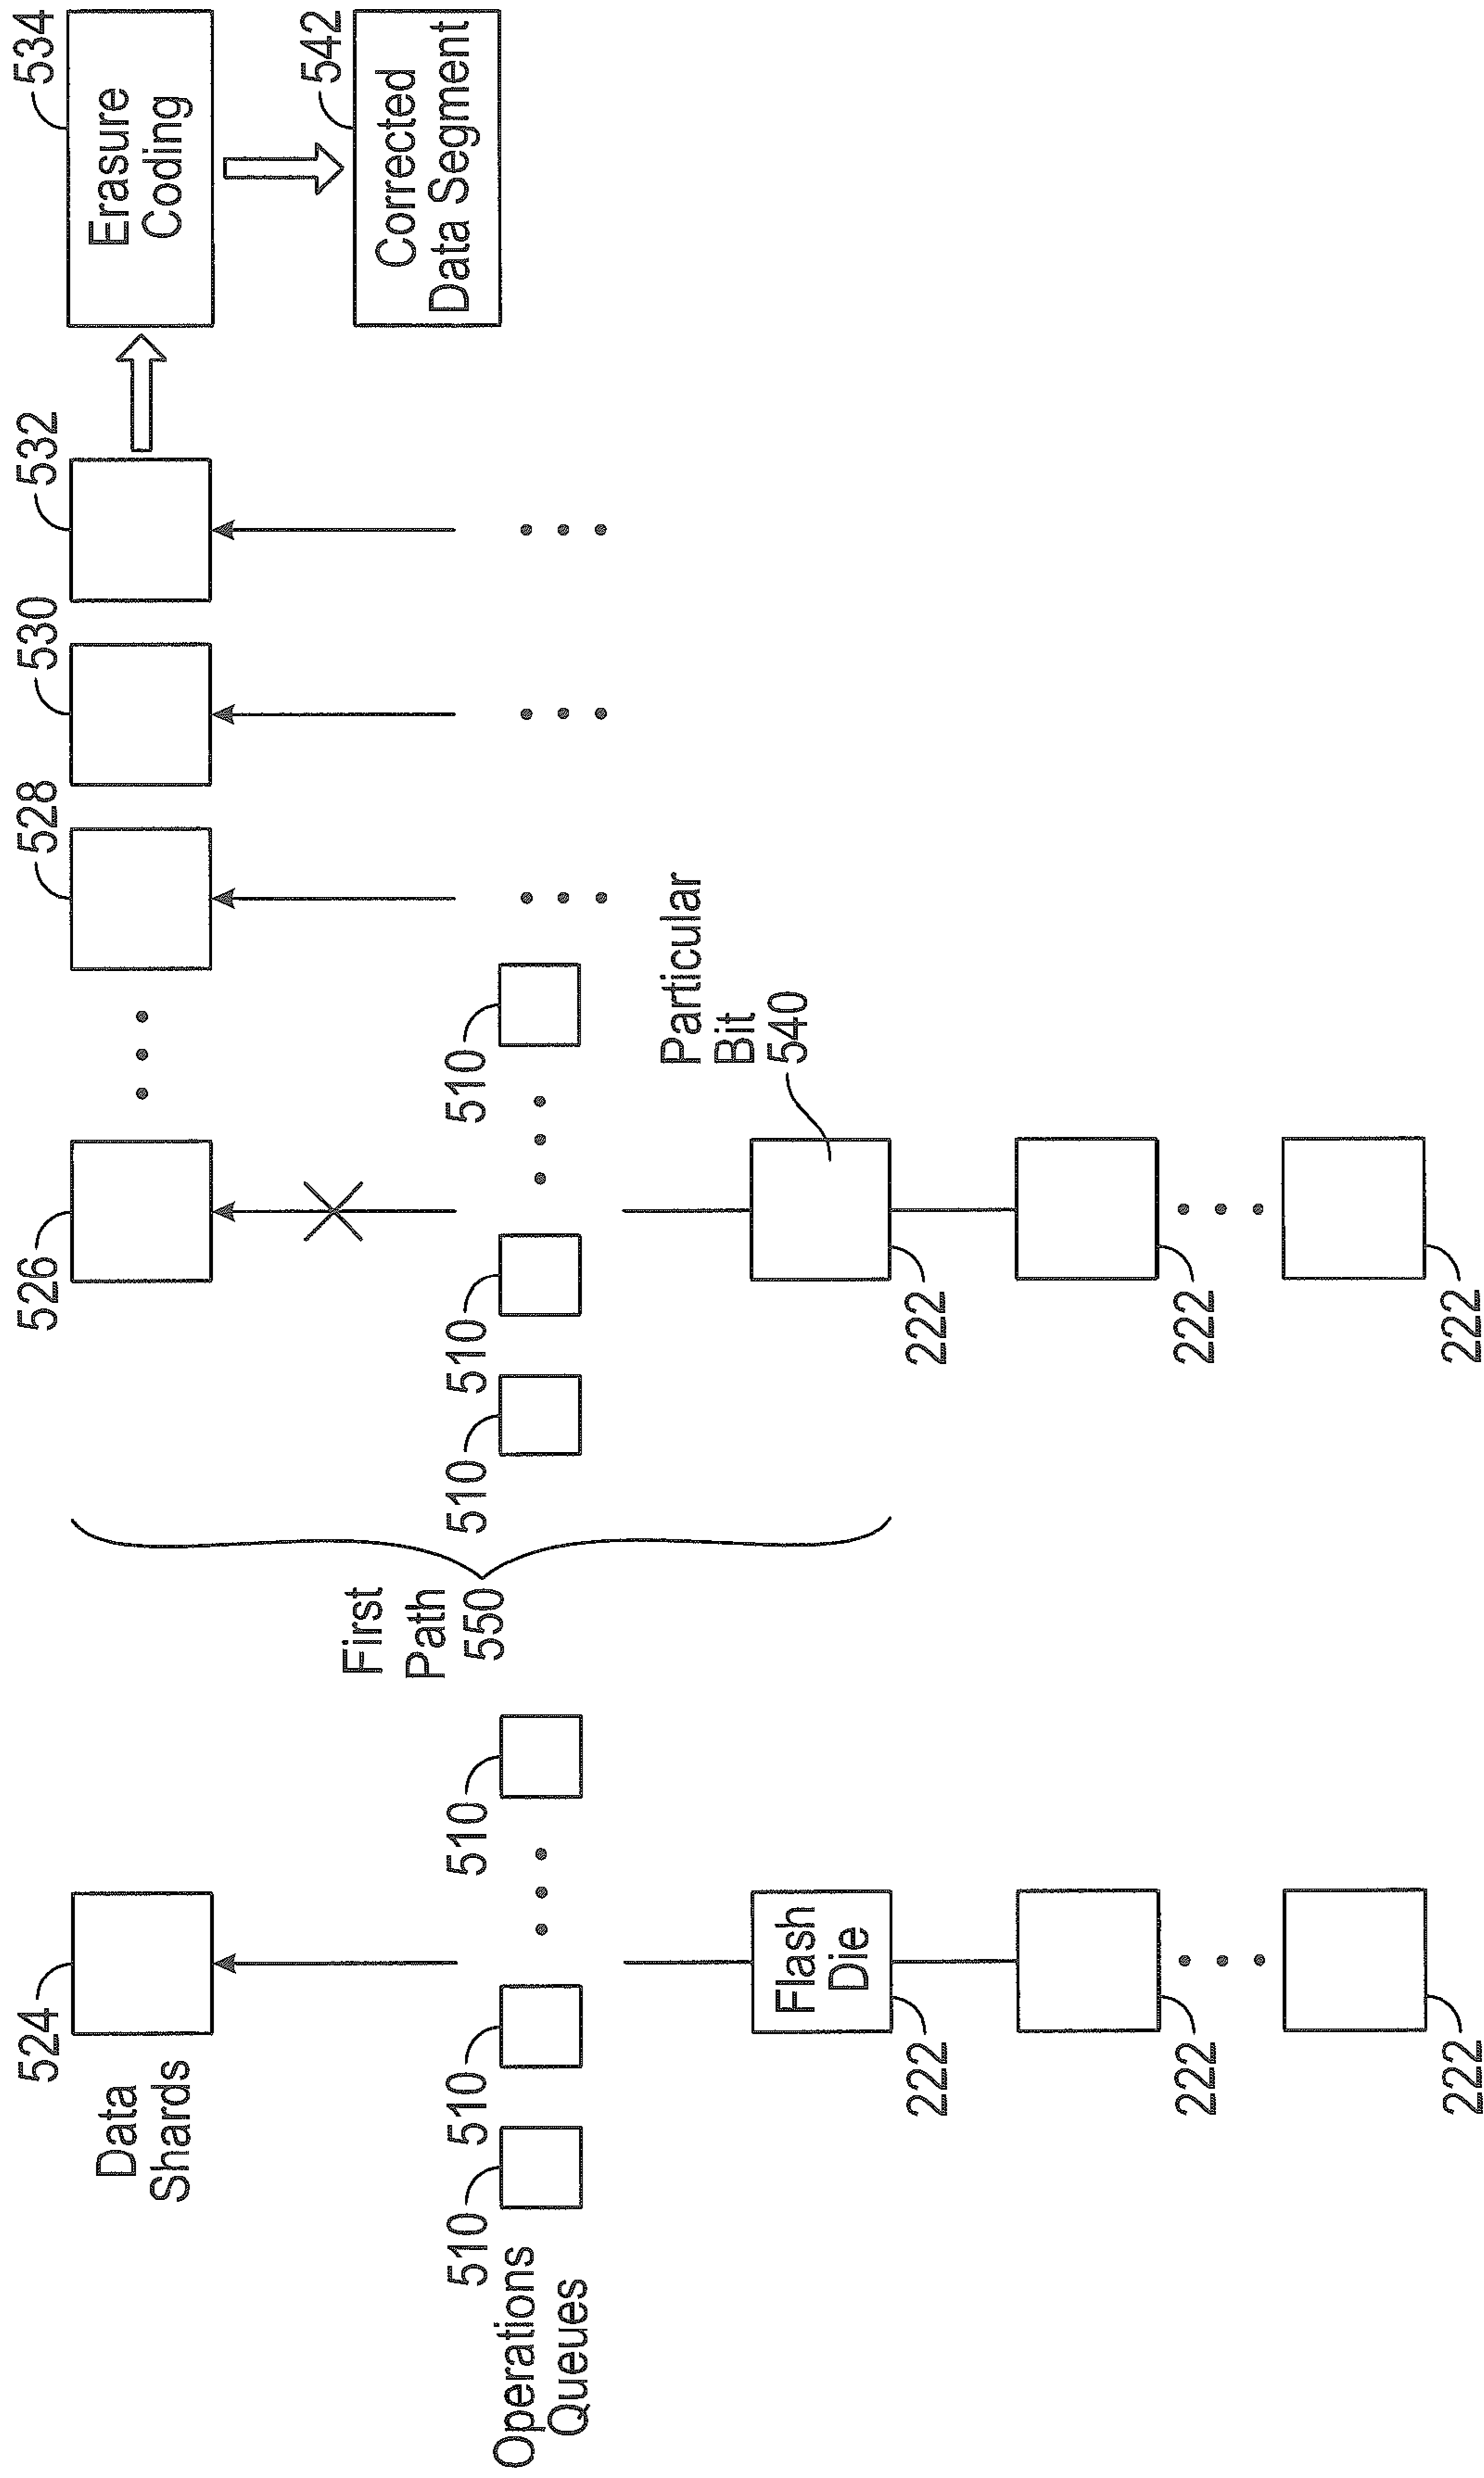 524
Data
Shards
526
528
530
532
534
Erasure
Coding
542
Corrected
Data Segment
First
Path
550
Operations
Queues
510
510
510
510
510
510
Particular
Bit
540
Flash
Die
222
222
222
222
222
222